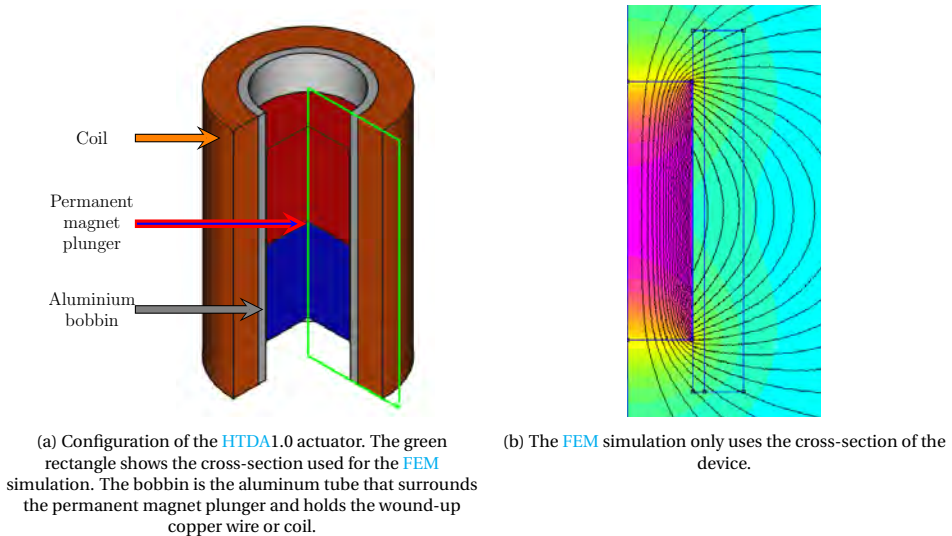 Coil
Permanent
magnet
plunger
Aluminium
bobbin
(a) Configuration of the HTDA1.0 actuator. The green
rectangle shows the cross-section used for the FEM
simulation. The bobbin is the aluminum tube that surrounds
the permanent magnet plunger and holds the wound-up
copper wire or coil.
(b) The FEM simulation only uses the cross-section of the
device.